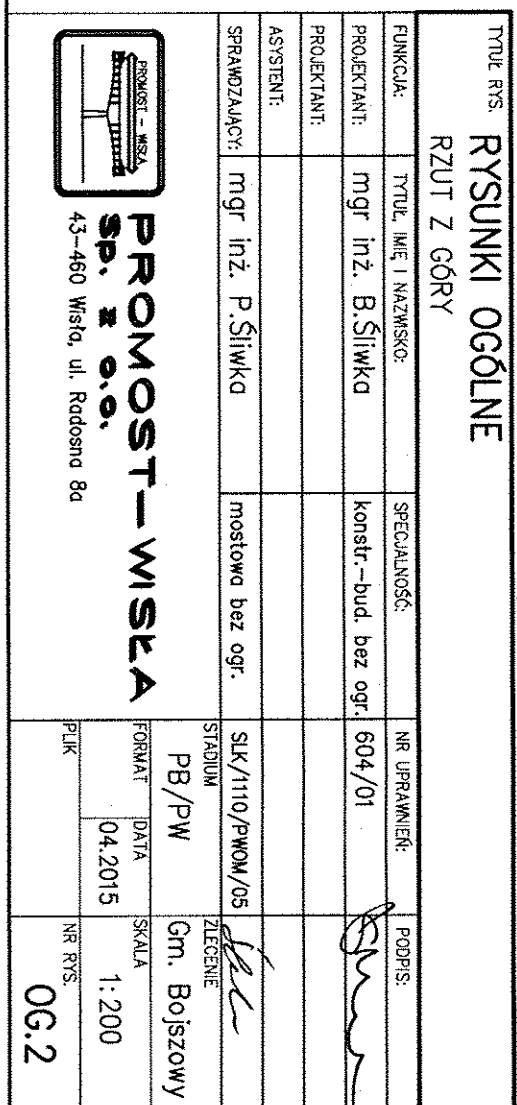 TYTUŁ RYS. RYSUNKI OGÓLNE
RZUT Z GÓRY
FUNKCJA: TYTUŁ, IMIĘ I NAZWISKO: SPECJALNOŚĆ: NR UPRAWNIEŃ: PODPIS:
PROJEKTANT: mgr inż. B.Śliwka konstr.-bud. bez ogr. 604/01
PROJEKTANT:
ASYSTENT:
SPRAWDZAJĄCY: mgr inż. P.Śliwka mostowa bez ogr. SLK/1110/PWOM/05
PROMOST - WISŁA
PROMOST-WISŁA
sp. z o.o.
43-460 Wisła, ul. Radosna 8a
STADIUM ZLECENIE
PB/PW Gm. Bojszowy
FORMAT DATA SKALA
04.2015 1:200
PLIK NR RYS.
OG.2